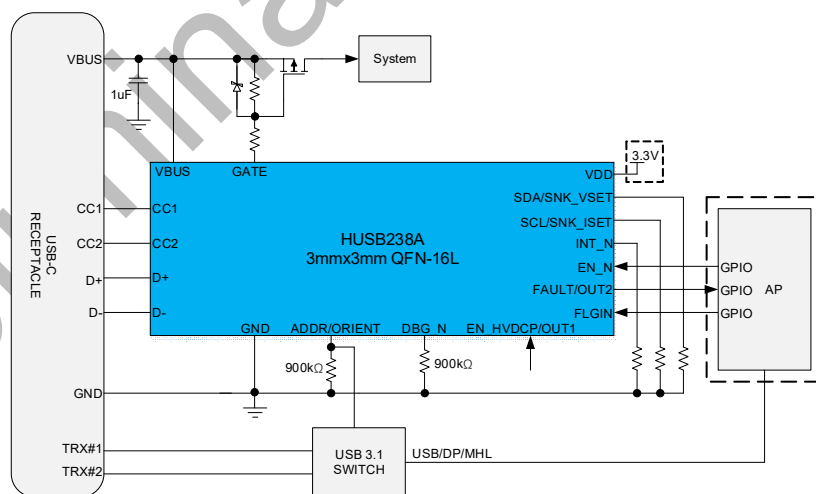 VBUS
System
1uF
3.3V
VBUS
GATE
VDD
SDA/SNK_VSET
CC1
CC1
SCL/SNK_ISET
HUSB238A
CC2
CC2
INT_N
3mmx3mm QFN-16L
USB-C
RECEPTACLE
EN_N
GPIO
D+
D+
FAULT/OUT2
GPIO
AP
D-
D-
FLGIN
GPIO
GND
ADDR/ORIENT
DBG_N
EN_HVDCP/OUT1
900kΩ
900kΩ
GND
TRX#1
USB 3.1
SWITCH
USB/DP/MHL
TRX#2